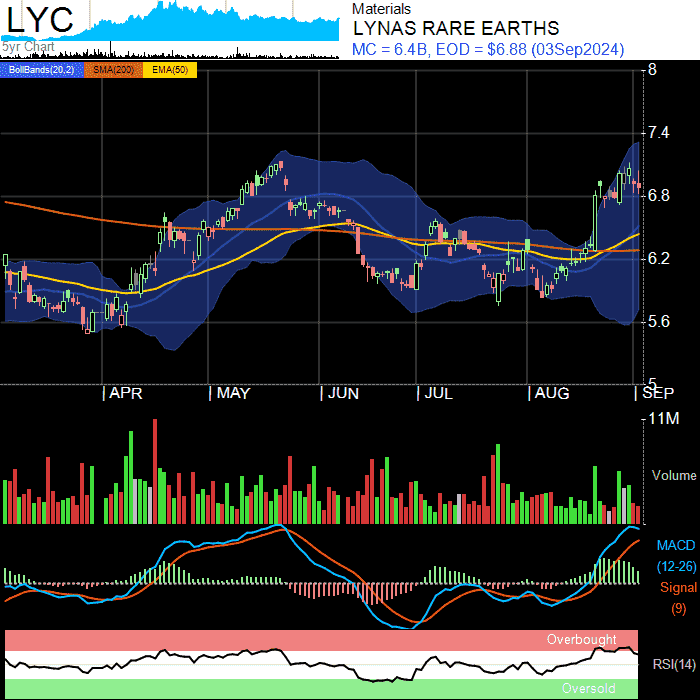 LYC
5yr Chart
Materials
LYNAS RARE EARTHS
MC = 6.4B, EOD = $6.88 (03Sep2024)
BollBands(20,2) SMA(200) EMA(50)
8
7.4
6.8
6.2
5.6
5
| APR | MAY | JUN | JUL | AUG | SEP
11M
Volume
MACD
(12-26)
Signal
(9)
Overbought
RSI(14)
Oversold